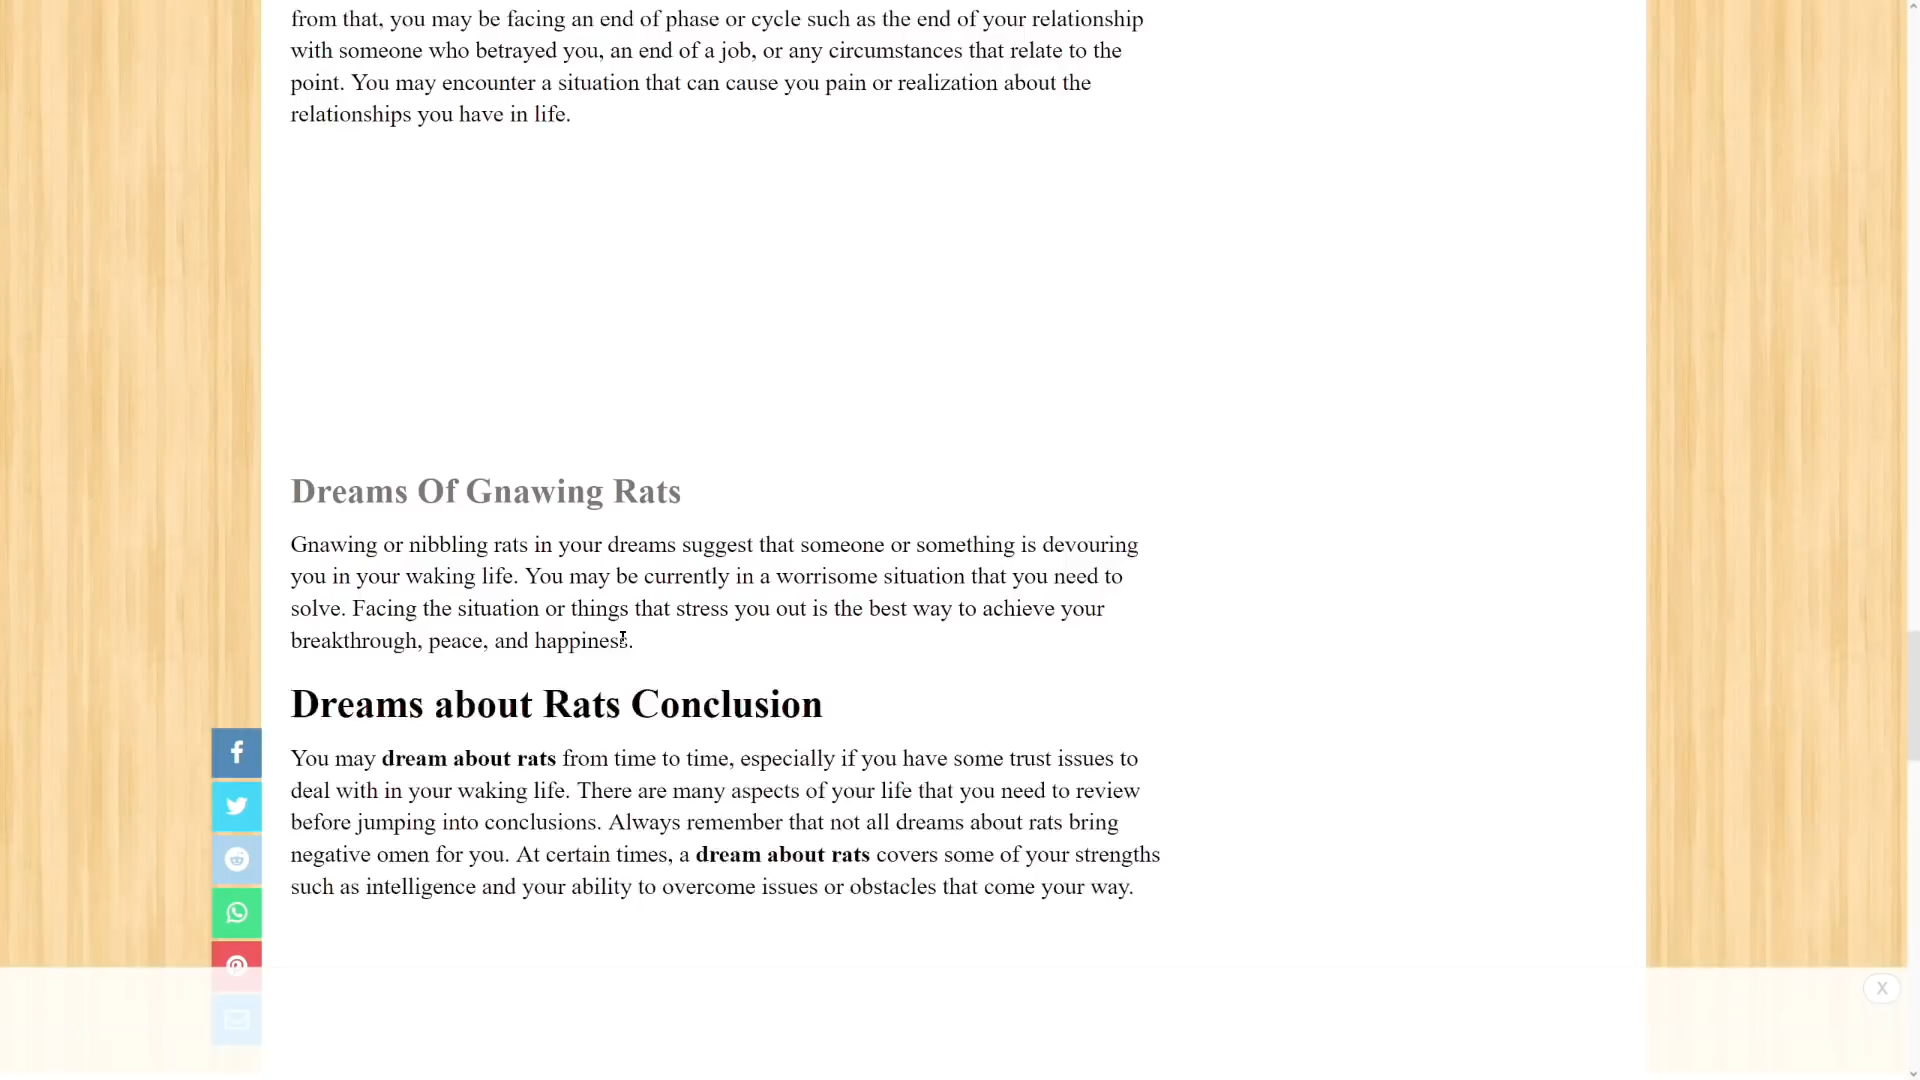 from that, you may be facing an end of phase or cycle such as the end of your relationship
with someone who betrayed you, an end of a job, or any circumstances that relate to the
point. You may encounter a situation that can cause you pain or realization about the
relationships you have in life.
Dreams Of Gnawing Rats
Gnawing or nibbling rats in your dreams suggest that someone or something is devouring
you in your waking life. You may be currently in a worrisome situation that you need to
solve. Facing the situation or things that stress you out is the best way to achieve your
breakthrough, peace, and happiness.
Dreams about Rats Conclusion
You may dream about rats from time to time, especially if you have some trust issues to
deal with in your waking life. There are many aspects of your life that you need to review
before jumping into conclusions. Always remember that not all dreams about rats bring
negative omen for you. At certain times, a dream about rats covers some of your strengths
such as intelligence and your ability to overcome issues or obstacles that come your way.
X